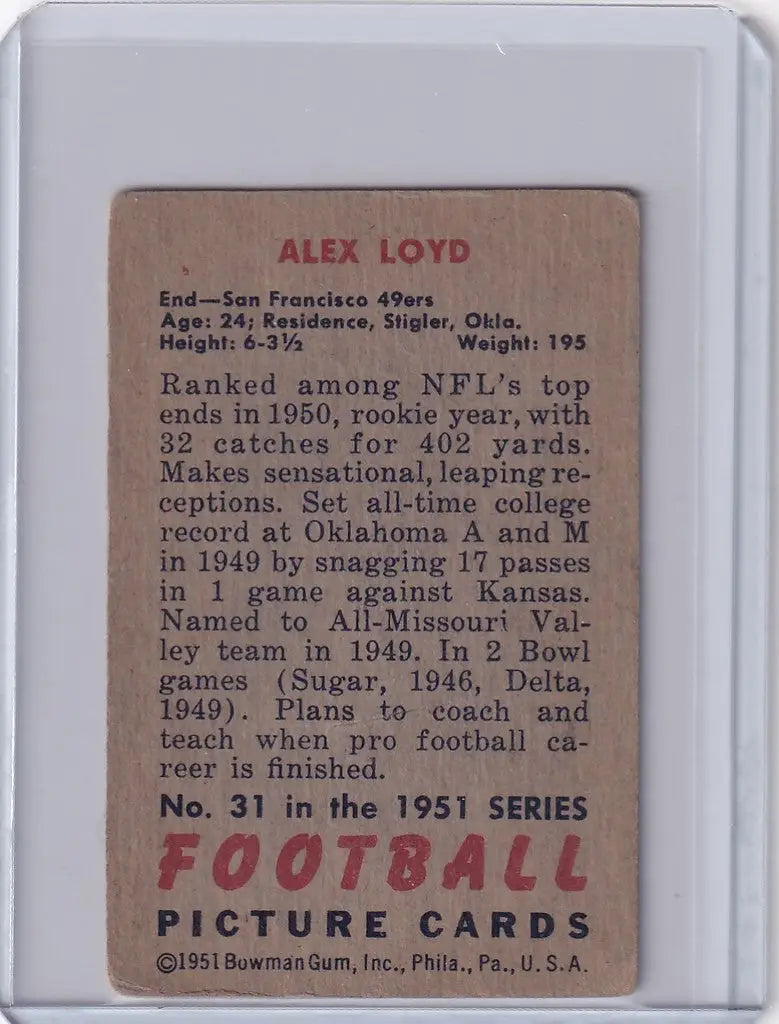 ALEX LOYD
End—San Francisco 49ers
Age: 24; Residence, Stigler, Okla.
Height: 6-3½ Weight: 195
Ranked among NFL's top
ends in 1950, rookie year, with
32 catches for 402 yards.
Makes sensational, leaping re-
ceptions. Set all-time college
record at Oklahoma A and M
in 1949 by snagging 17 passes
in 1 game against Kansas.
Named to All-Missouri Val-
ley team in 1949. In 2 Bowl
games (Sugar, 1946, Delta,
1949). Plans to coach and
teach when pro football ca-
reer is finished.
No. 31 in the 1951 SERIES
FOOTBALL
PICTURE CARDS
©1951 Bowman Gum, Inc., Phila., Pa., U.S.A.